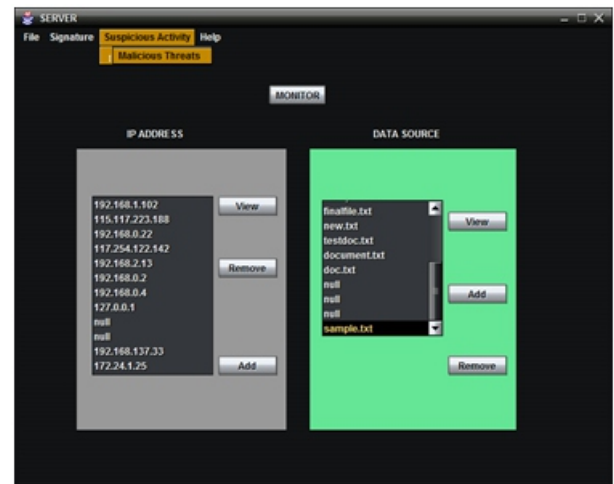 SERVER
File Signature Suspicious Activity Help
Malicious Threats
MONITOR
IP ADDRESS
192.168.1.102
115.117.223.188
192.168.0.22
117.254.122.142
192.168.2.13
192.168.0.2
192.168.0.4
127.0.0.1
null
null
192.168.137.33
172.24.1.25
View
Remove
Add
DATA SOURCE
finalfile.txt
new.txt
testdoc.txt
document.txt
doc.txt
null
null
null
sample.txt
View
Add
Remove